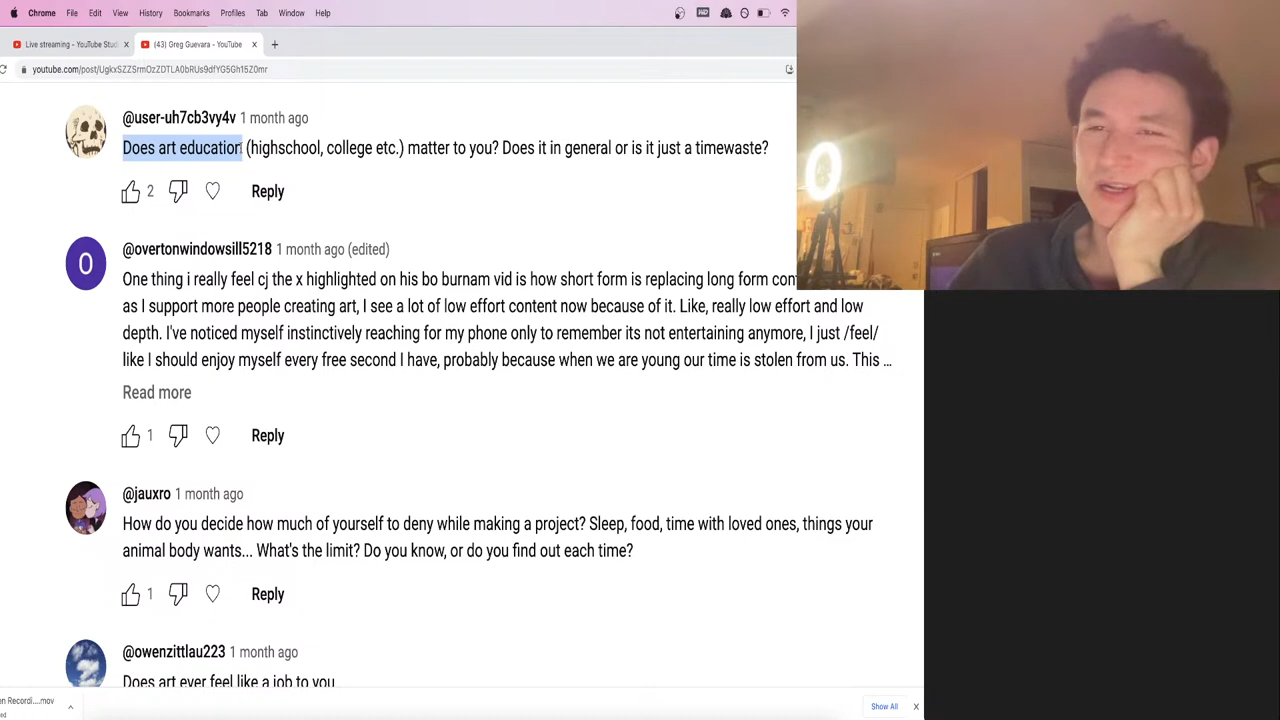 Chrome File Edit View History Bookmarks Profiles Tab Window Help
Live streaming - YouTube Stud
(43) Greg Guevara - YouTube
youtube.com/post/UgkxSZZSrmOzZDTLA0bRUs9dfYG5Gh15Z0mr
@user-uh7cb3vy4v 1 month ago
Does art education (highschool, college etc.) matter to you? Does it in general or is it just a timewaste?
2 Reply
O
@overtonwindowsill5218 1 month ago (edited)
One thing i really feel cj the x highlighted on his bo burnam vid is how short form is replacing long form con
as I support more people creating art, I see a lot of low effort content now because of it. Like, really low effort and low
depth. I've noticed myself instinctively reaching for my phone only to remember its not entertaining anymore, I just /feel/
like I should enjoy myself every free second I have, probably because when we are young our time is stolen from us. This ...
Read more
1 Reply
@jauxro 1 month ago
How do you decide how much of yourself to deny while making a project? Sleep, food, time with loved ones, things your
animal body wants... What's the limit? Do you know, or do you find out each time?
1 Reply
@owenzittlau223 1 month ago
Does art ever feel like a job to you
en Recordi....mov
Show All